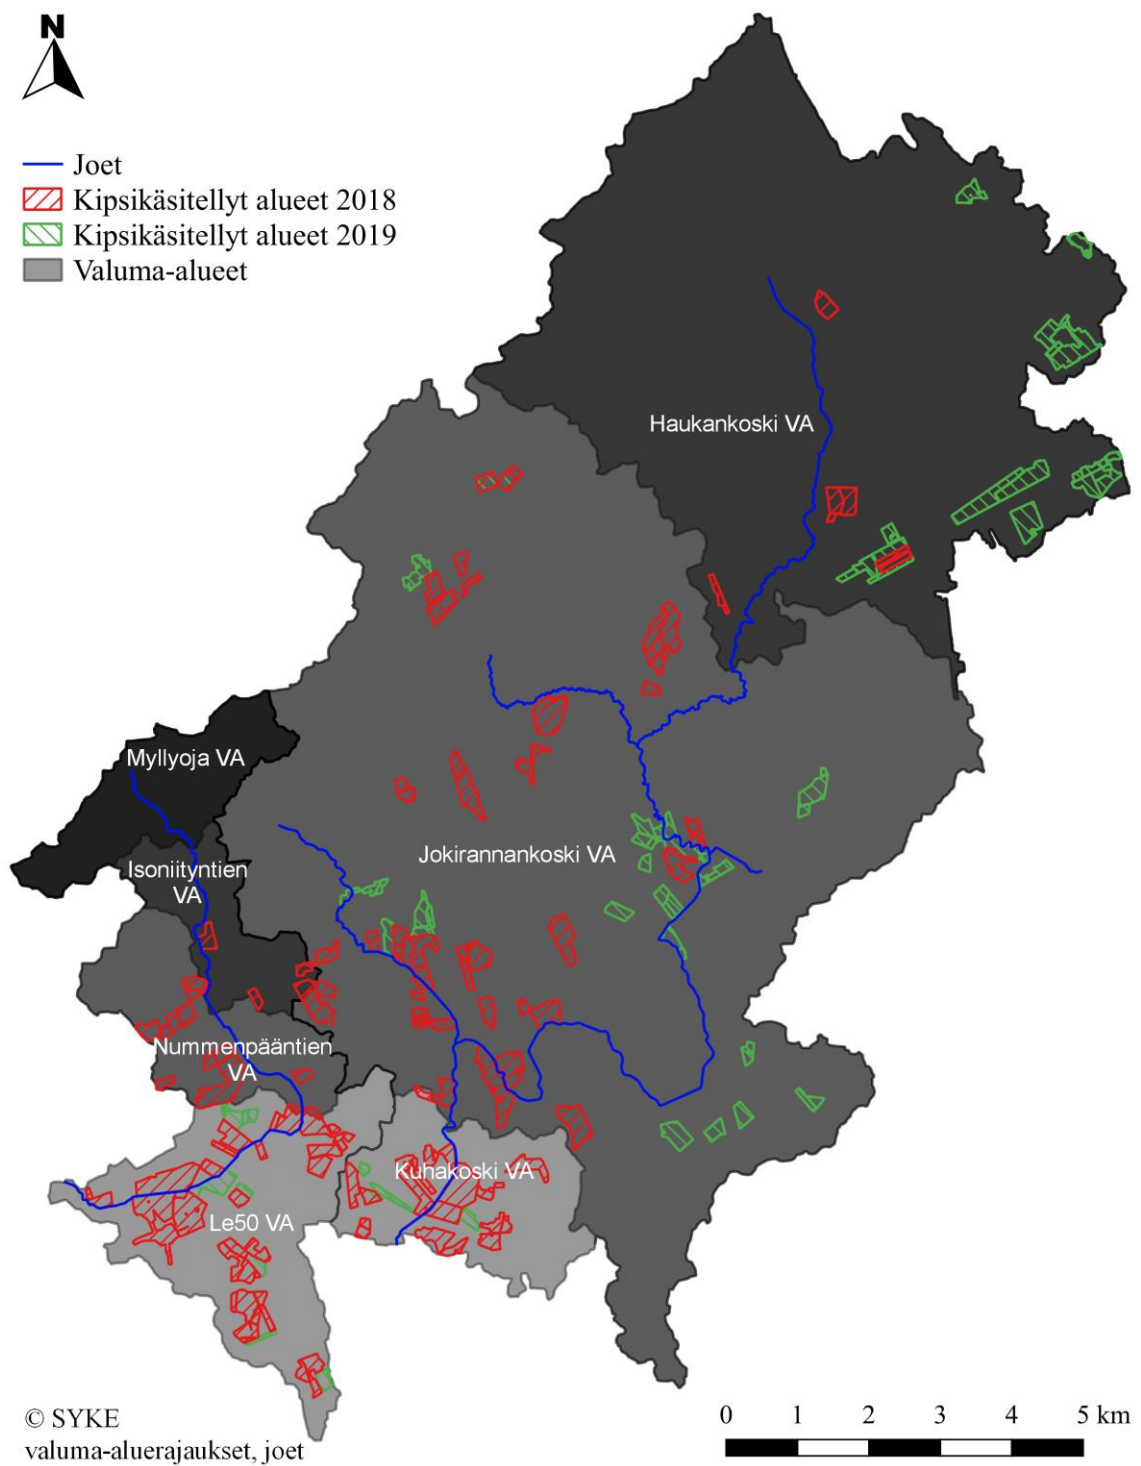 N
Joet
Kipsikäsitellyt alueet 2018
Kipsikäsitellyt alueet 2019
Valuma-alueet
Haukankoski VA
Myllyoja VA
Jokirannankoski VA
Isoniityntien
VA
Nummenpääntien
VA
Kuhakoski VA
Le50 VA
© SYKE
valuma-aluerajaukset, joet
0 1 2 3 4 5 km